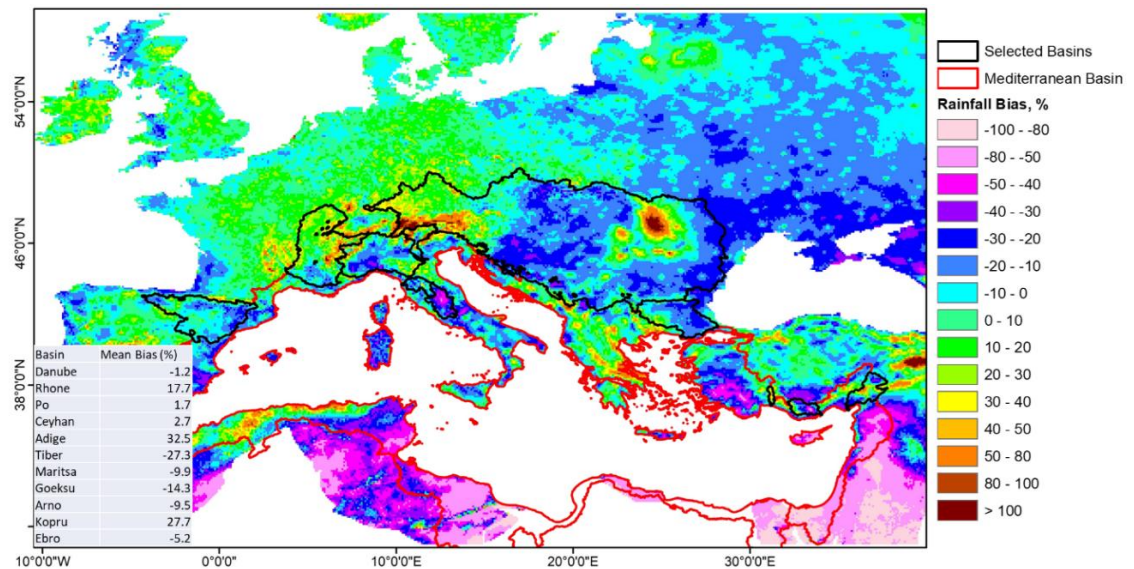 54°0'0"N
46°0'0"N
38°0'0"N
10°0'0"W
0°0'0"E
10°0'0"E
20°0'0"E
30°0'0"E
Basin Mean Bias (%)
Danube -1.2
Rhone 17.7
Po 1.7
Ceyhan 2.7
Adige 32.5
Tiber -27.3
Maritsa -9.9
Goeksu -14.3
Arno -9.5
Kopru 27.7
Ebro -5.2
Selected Basins
Mediterranean Basin
Rainfall Bias, %
-100 - -80
-80 - -50
-50 - -40
-40 - -30
-30 - -20
-20 - -10
-10 - 0
0 - 10
10 - 20
20 - 30
30 - 40
40 - 50
50 - 80
80 - 100
> 100